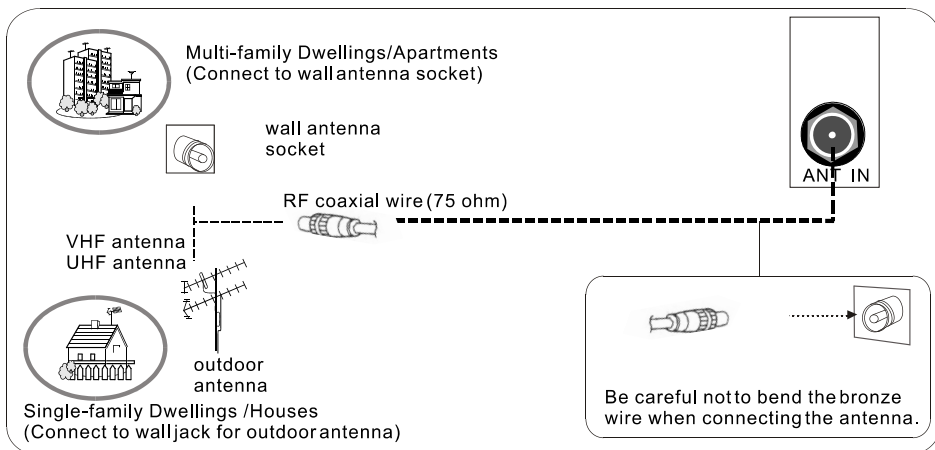 Multi-family Dwellings/Apartments
(Connect to wall antenna socket)
wall antenna
socket
ANT IN
RF coaxial wire (75 ohm)
VHF antenna
UHF antenna
outdoor
antenna
Single-family Dwellings /Houses
(Connect to wall jack for outdoor antenna)
Be careful not to bend the bronze
wire when connecting the antenna.